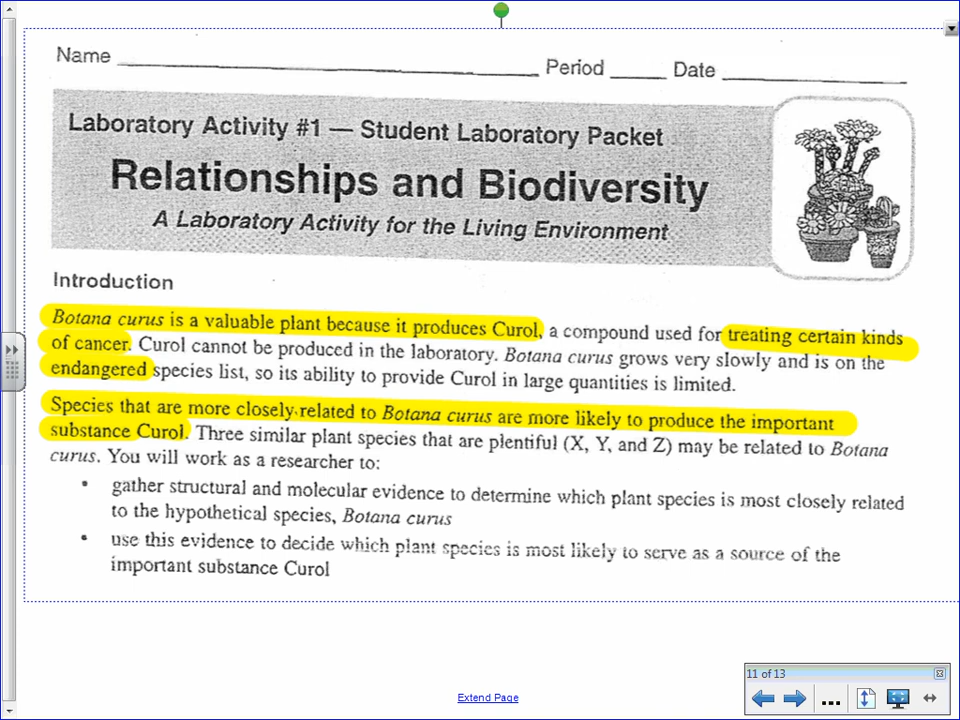 Name Period Date
Laboratory Activity #1 — Student Laboratory Packet
Relationships and Biodiversity
A Laboratory Activity for the Living Environment
Introduction
Botana curus is a valuable plant because it produces Curol, a compound used for treating certain kinds
of cancer. Curol cannot be produced in the laboratory. Botana curus grows very slowly and is on the
endangered species list, so its ability to provide Curol in large quantities is limited.
Species that are more closely related to Botana curus are more likely to produce the important
substance Curol. Three similar plant species that are plentiful (X, Y, and Z) may be related to Botana
curus. You will work as a researcher to:
• gather structural and molecular evidence to determine which plant species is most closely related
to the hypothetical species, Botana curus
• use this evidence to decide which plant species is most likely to serve as a source of the
important substance Curol
Extend Page
11 of 13
...